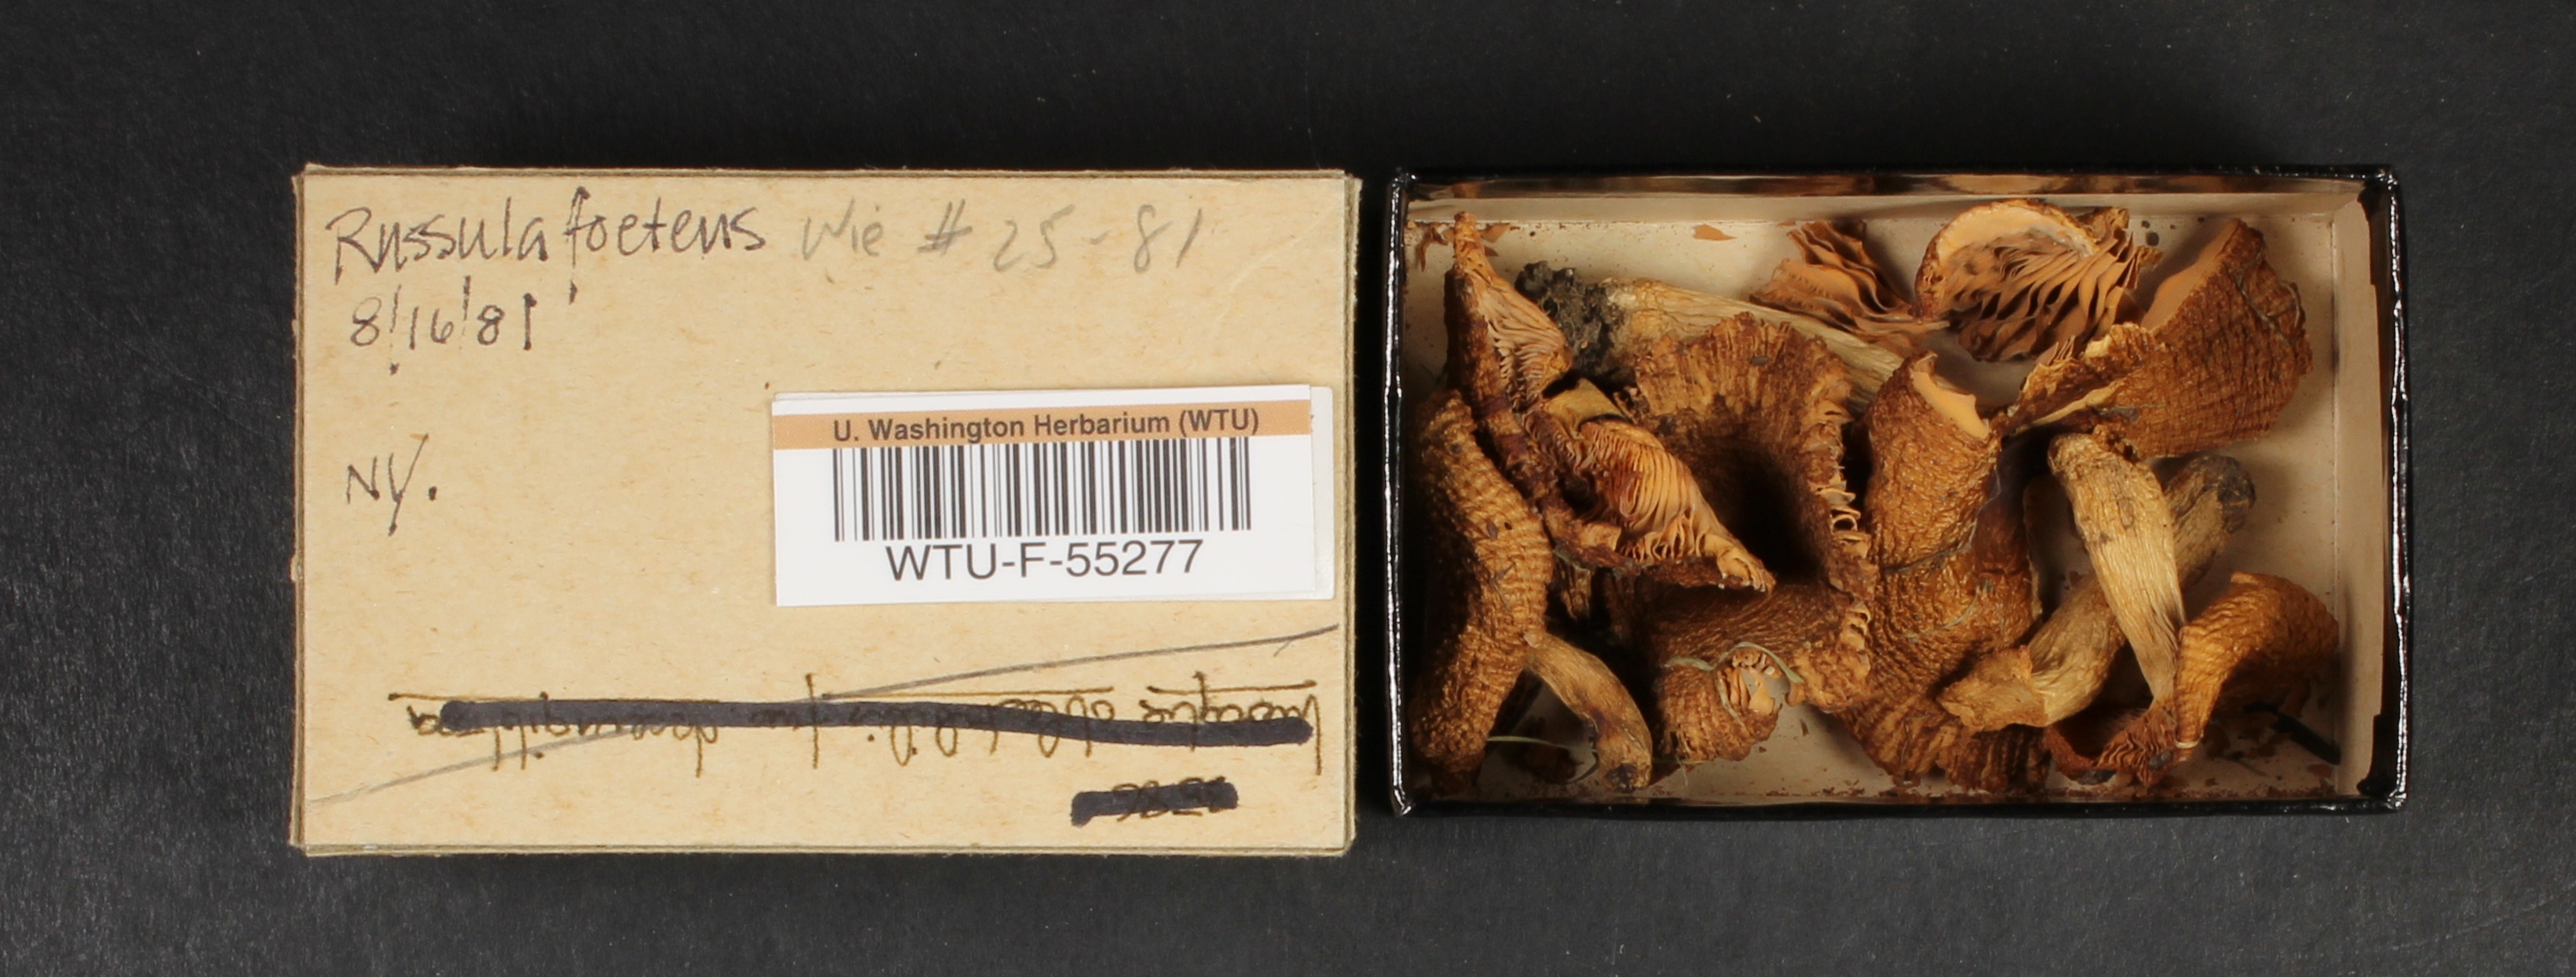 Russula foetens Wie # 25-81
8/16/81
NY.
U. Washington Herbarium (WTU)
WTU-F-55277